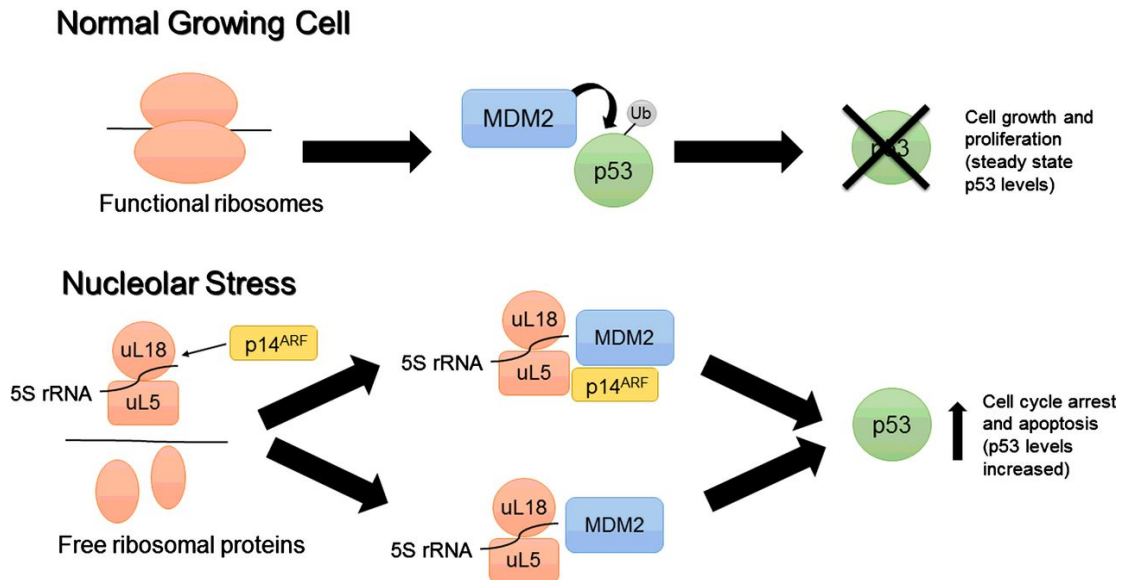 Normal Growing Cell
MDM2
Ub
p53
p53
Cell growth and
proliferation
(steady state
p53 levels)
Functional ribosomes
Nucleolar Stress
uL18
p14ARF
5S rRNA
uL5
Free ribosomal proteins
uL18
MDM2
5S rRNA
uL5
p14ARF
uL18
MDM2
5S rRNA
uL5
p53
Cell cycle arrest
and apoptosis
(p53 levels
increased)